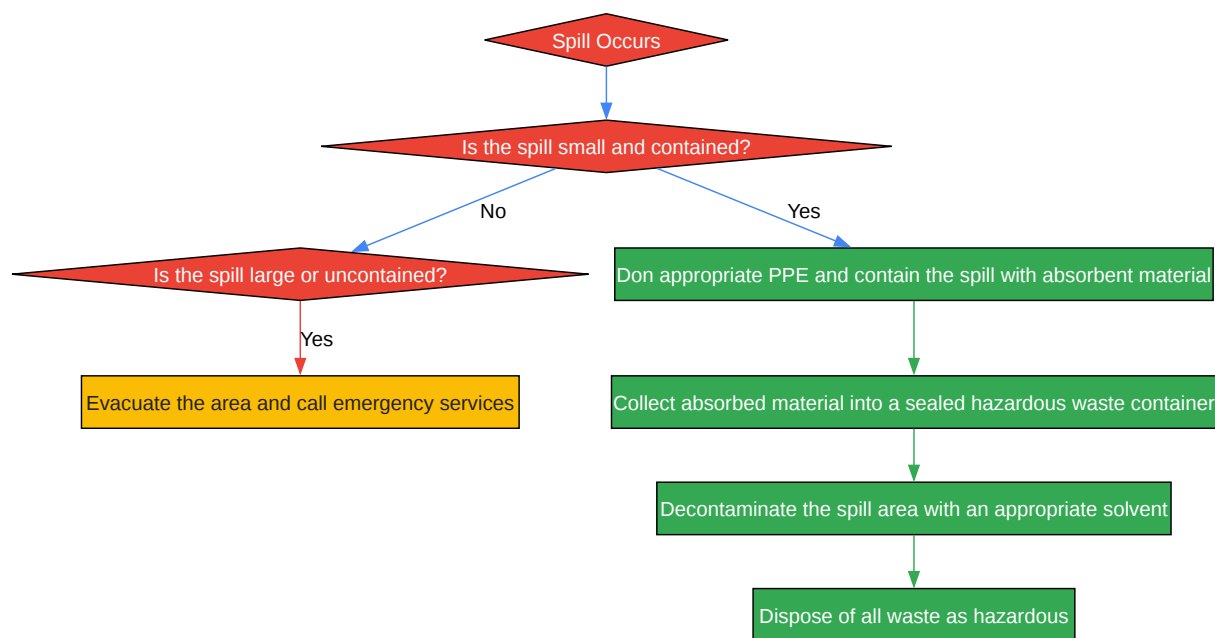 Spill Occurs
Is the spill small and contained?
No
Yes
Is the spill large or uncontained?
Don appropriate PPE and contain the spill with absorbent material
Yes
Evacuate the area and call emergency services
Collect absorbed material into a sealed hazardous waste container
Decontaminate the spill area with an appropriate solvent
Dispose of all waste as hazardous